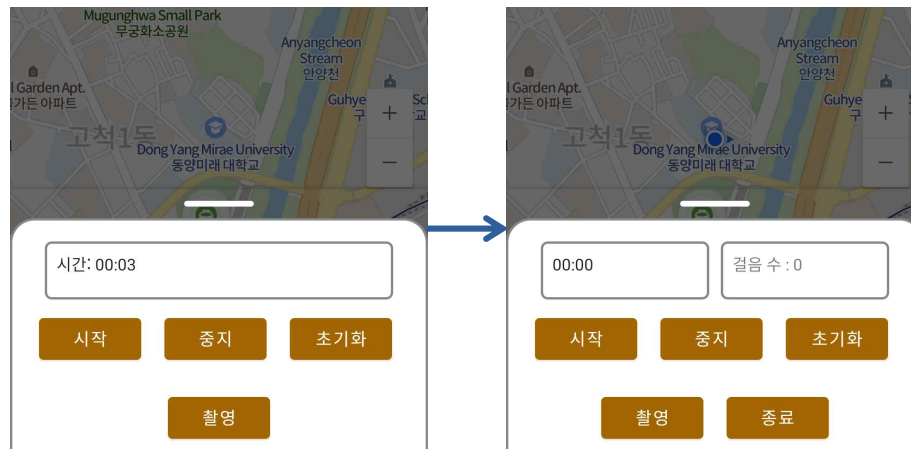 Mugunghwa Small Park
무궁화소공원
Anyangcheon
Stream
안양천
Garden Apt.
가든 아파트
Guhye
구
고척1동
Dong Yang Mirae University
동양미래 대학교
+
−
시간: 00:03
시작
중지
초기화
촬영
Anyangcheon
Stream
안양천
Garden Apt.
가든 아파트
Guhye
구
고척1동
Dong Yang Mirae University
동양미래 대학교
+
−
00:00
걸음 수 : 0
시작
중지
초기화
촬영
종료